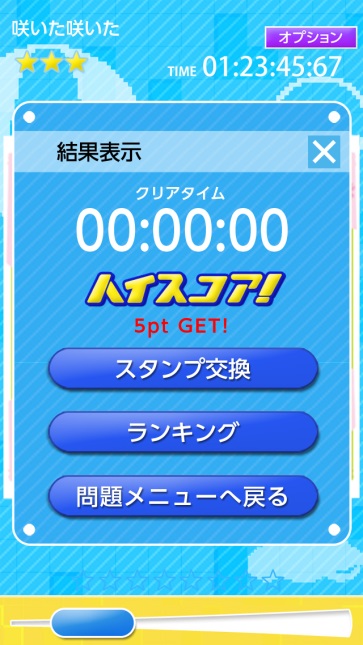 咲いた咲いた
オプション
TIME 01:23:45:67
結果表示
クリアタイム
00:00:00
ハイスコア!
5pt GET!
スタンプ交換
ランキング
問題メニューへ戻る